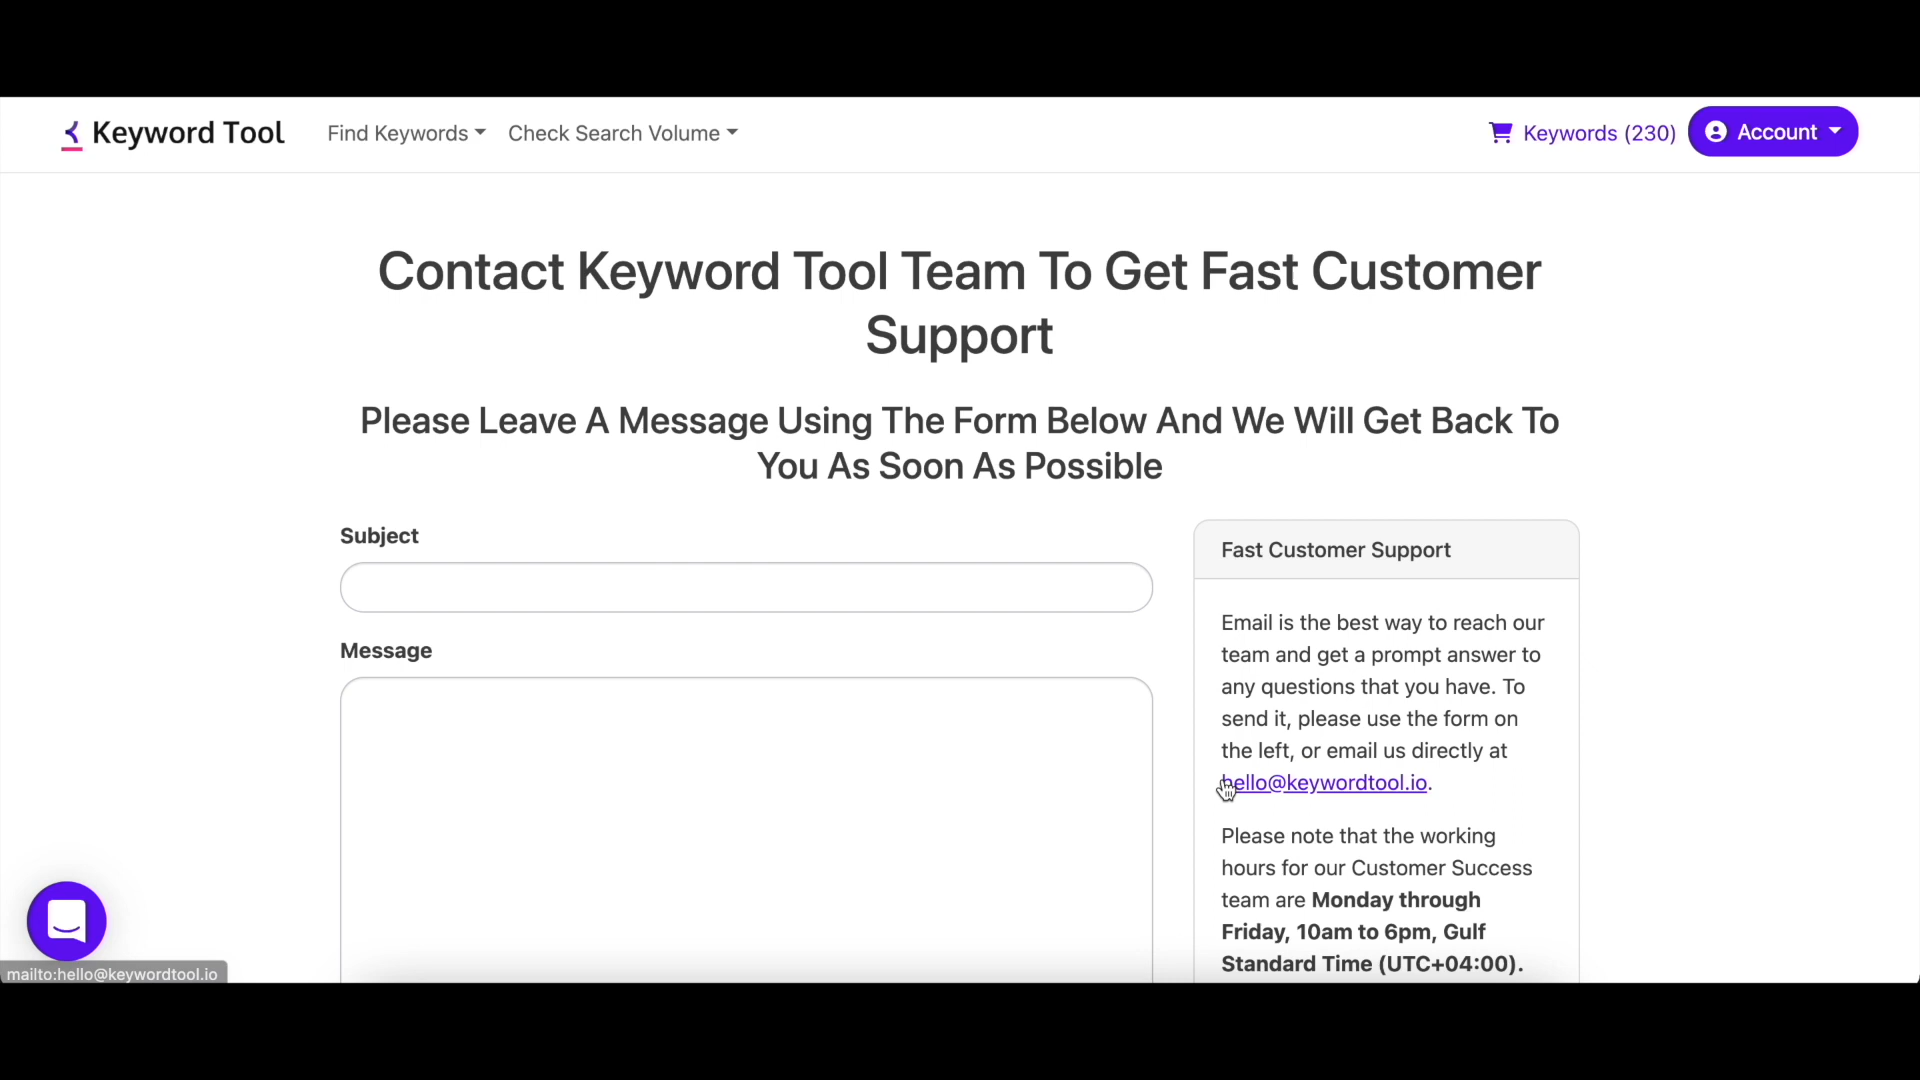 Keyword Tool
Find Keywords
Check Search Volume
Keywords (230)
Account
Contact Keyword Tool Team To Get Fast Customer
Support
Please Leave A Message Using The Form Below And We Will Get Back To
You As Soon As Possible
Subject
Message
Fast Customer Support
Email is the best way to reach our
team and get a prompt answer to
any questions that you have. To
send it, please use the form on
the left, or email us directly at
hello@keywordtool.io.
Please note that the working
hours for our Customer Success
team are Monday through
Friday, 10am to 6pm, Gulf
Standard Time (UTC+04:00).
mailto:hello@keywordtool.io